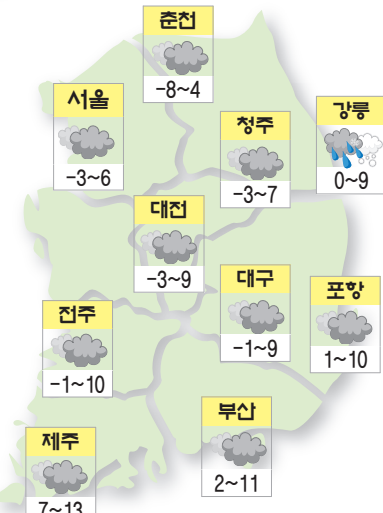 춘천
-8~4
서울
-3~6
청주
-3~7
강릉
0~9
대전
-3~9
대구
-1~9
포항
1~10
전주
-1~10
부산
2~11
제주
7~13